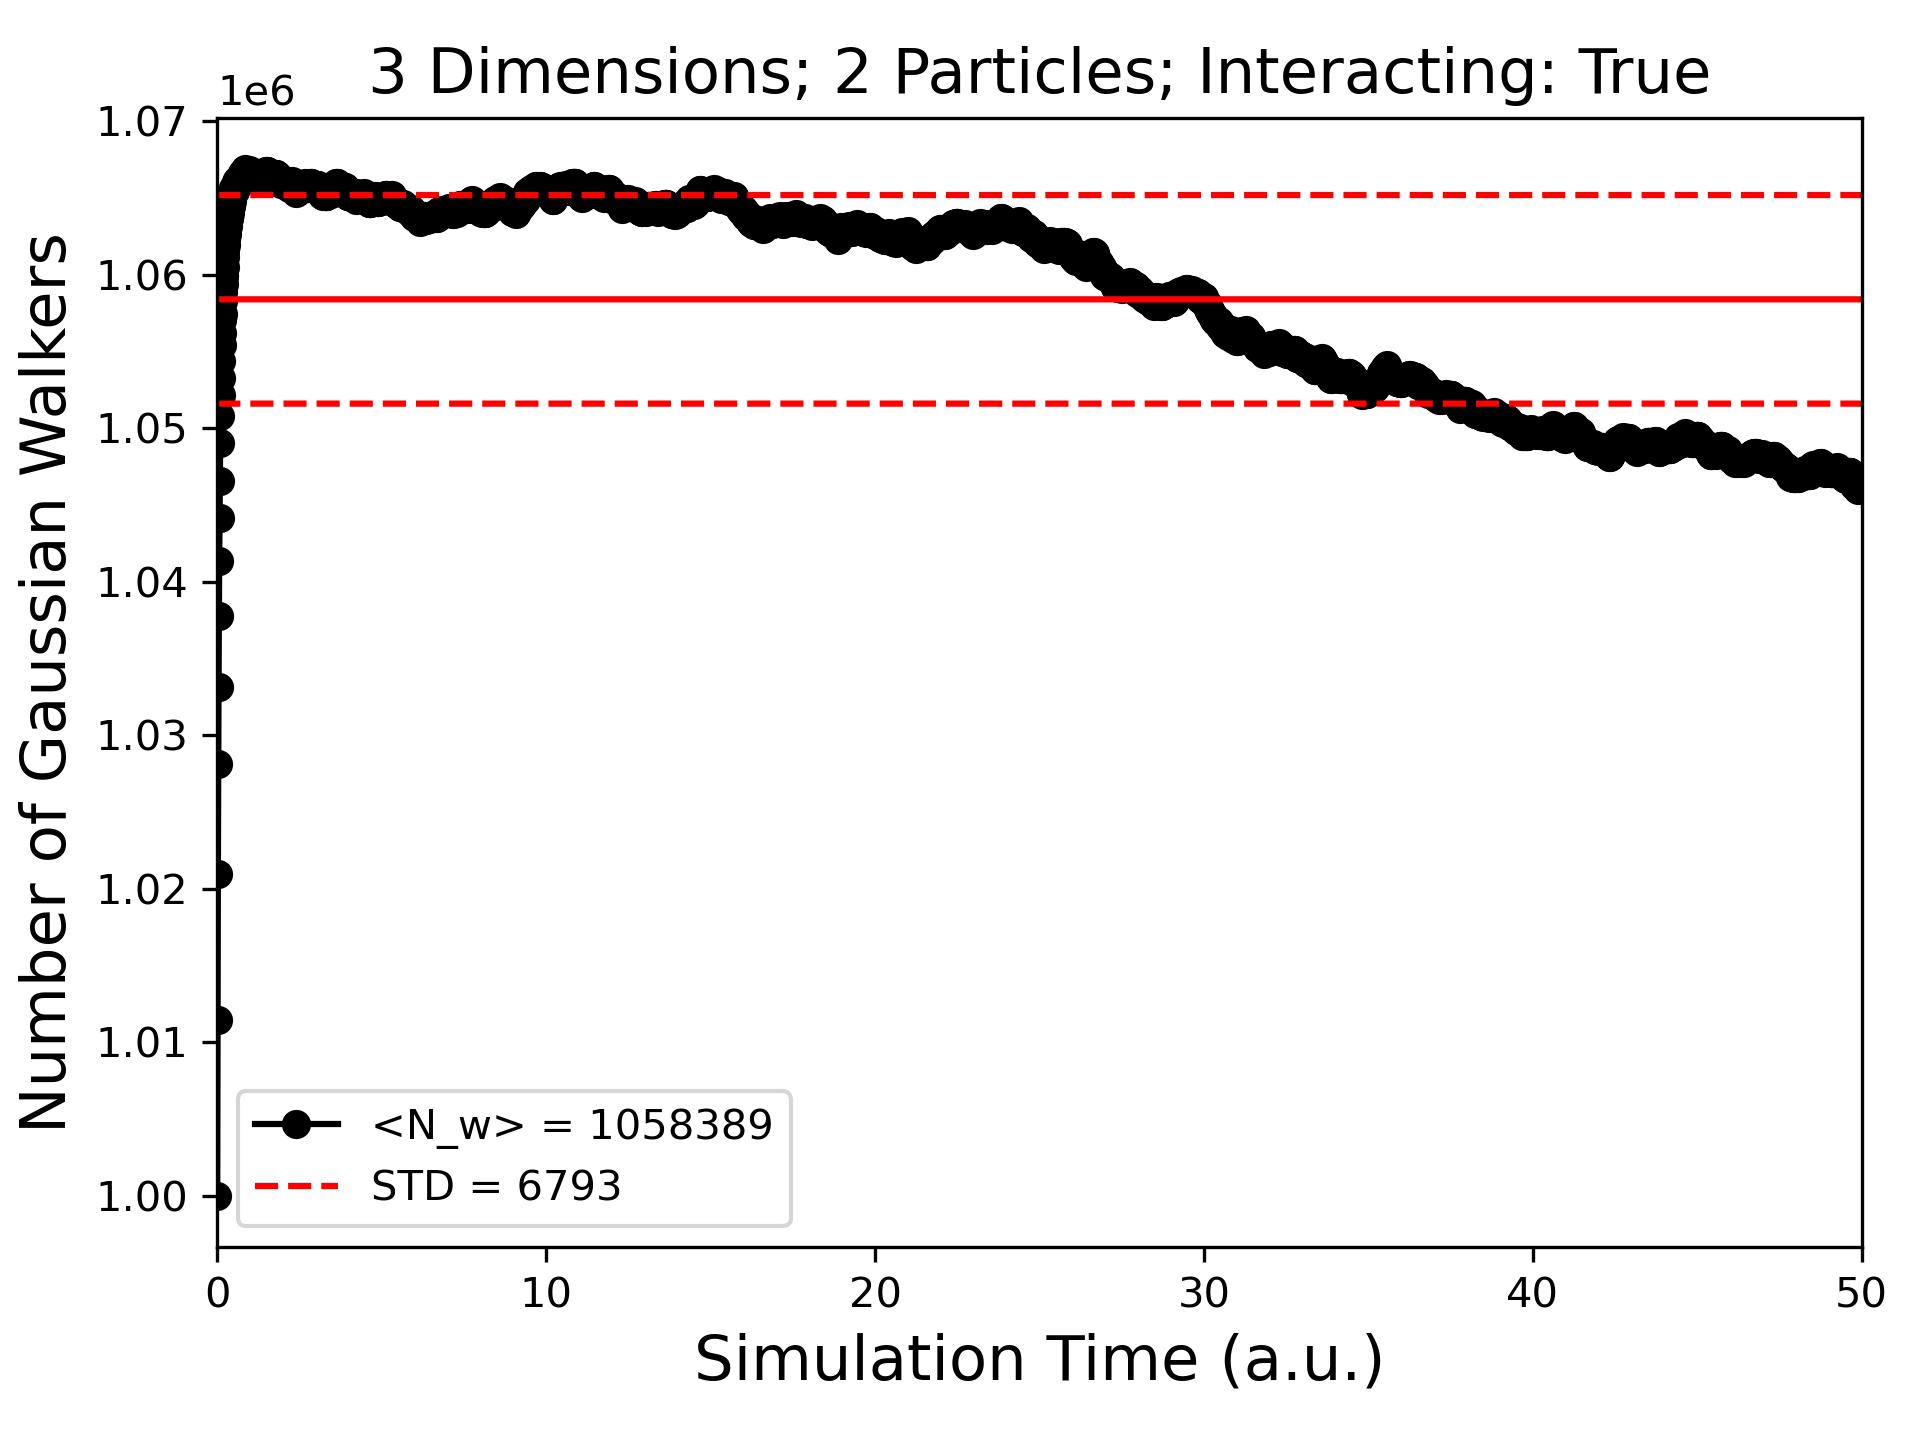 3 Dimensions; 2 Particles; Interacting: True
1e6
1.07
1.06
1.05
1.04
1.03
1.02
1.01
1.00
Number of Gaussian Walkers
<N_w> = 1058389
STD = 6793
0 10 20 30 40 50
Simulation Time (a.u.)